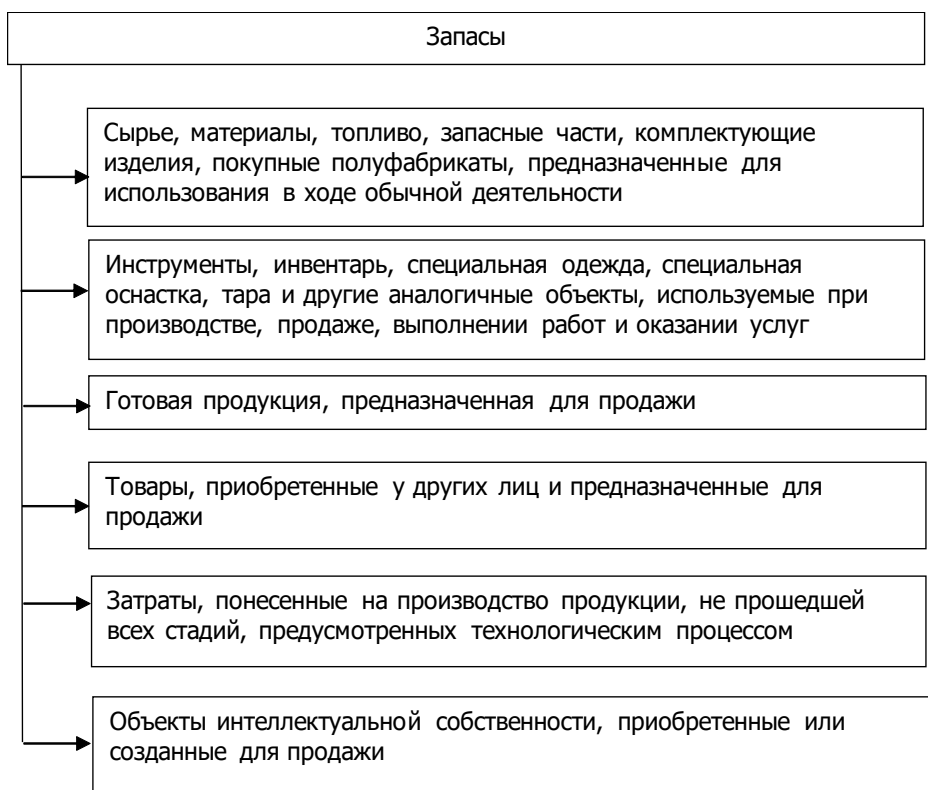 Запасы
Сырье, материалы, топливо, запасные части, комплектующие
изделия, покупные полуфабрикаты, предназначенные для
использования в ходе обычной деятельности
Инструменты, инвентарь, специальная одежда, специальная
оснастка, тара и другие аналогичные объекты, используемые при
производстве, продаже, выполнении работ и оказании услуг
Готовая продукция, предназначенная для продажи
Товары, приобретенные у других лиц и предназначенные для
продажи
Затраты, понесенные на производство продукции, не прошедшей
всех стадий, предусмотренных технологическим процессом
Объекты интеллектуальной собственности, приобретенные или
созданные для продажи